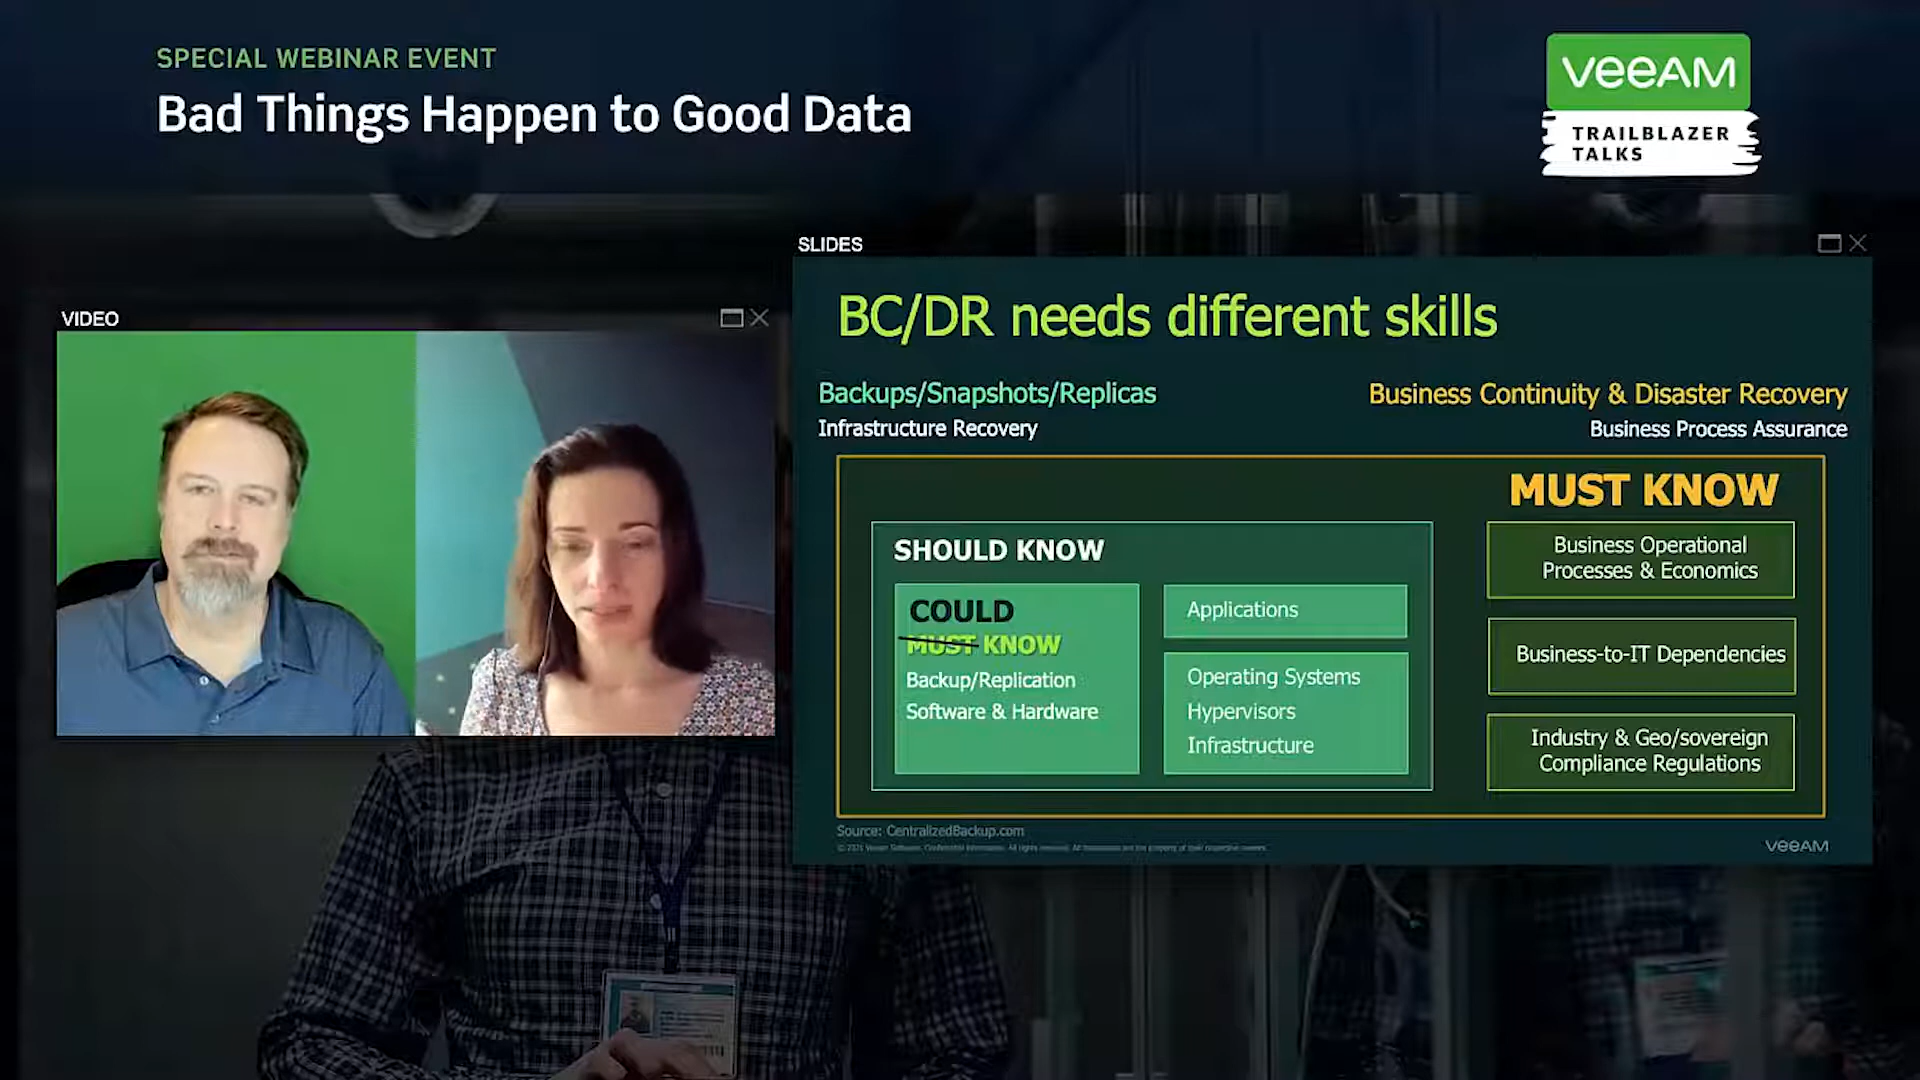 SPECIAL WEBINAR EVENT
Bad Things Happen to Good Data
veeAM
TRAILBLAZER
TALKS
VIDEO
SLIDES
BC/DR needs different skills
Backups/Snapshots/Replicas
Infrastructure Recovery
Business Continuity & Disaster Recovery
Business Process Assurance
SHOULD KNOW
COULD
MUST KNOW
Backup/Replication
Software & Hardware
Applications
Operating Systems
Hypervisors
Infrastructure
MUST KNOW
Business Operational
Processes & Economics
Business-to-IT Dependencies
Industry & Geo/sovereign
Compliance Regulations
Source: CentralizedBackup.com
veeAM